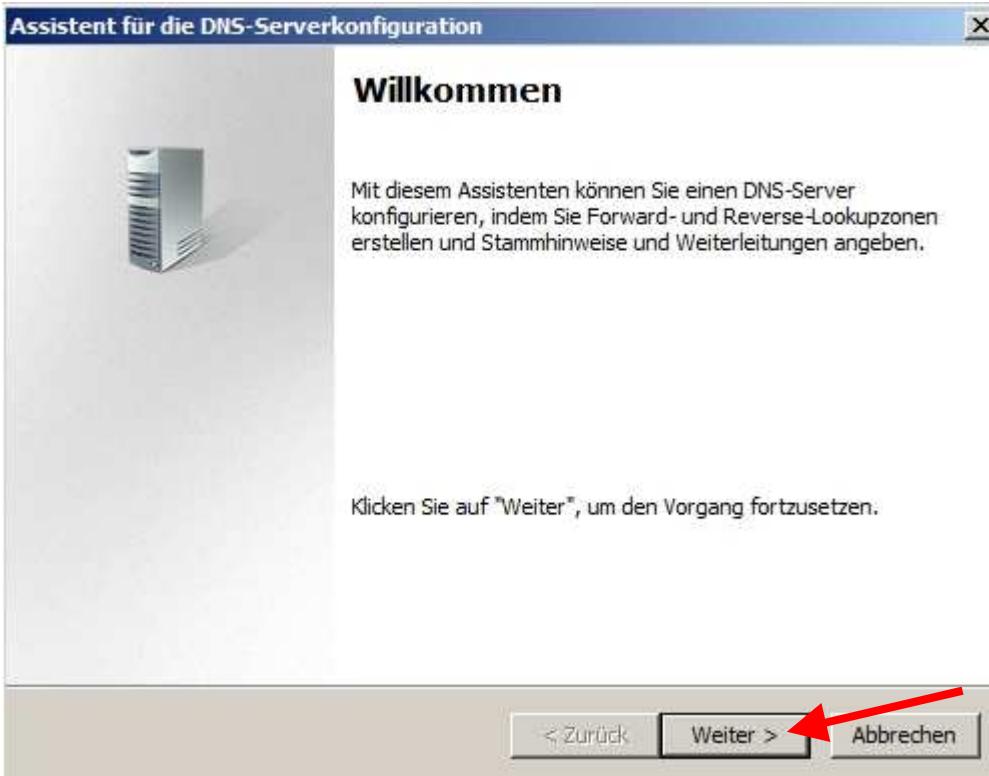 Assistent für die DNS-Serverkonfiguration
Willkommen
Mit diesem Assistenten können Sie einen DNS-Server
konfigurieren, indem Sie Forward- und Reverse-Lookupzonen
erstellen und Stammhinweise und Weiterleitungen angeben.
Klicken Sie auf "Weiter", um den Vorgang fortzusetzen.
< Zurück Weiter > Abbrechen